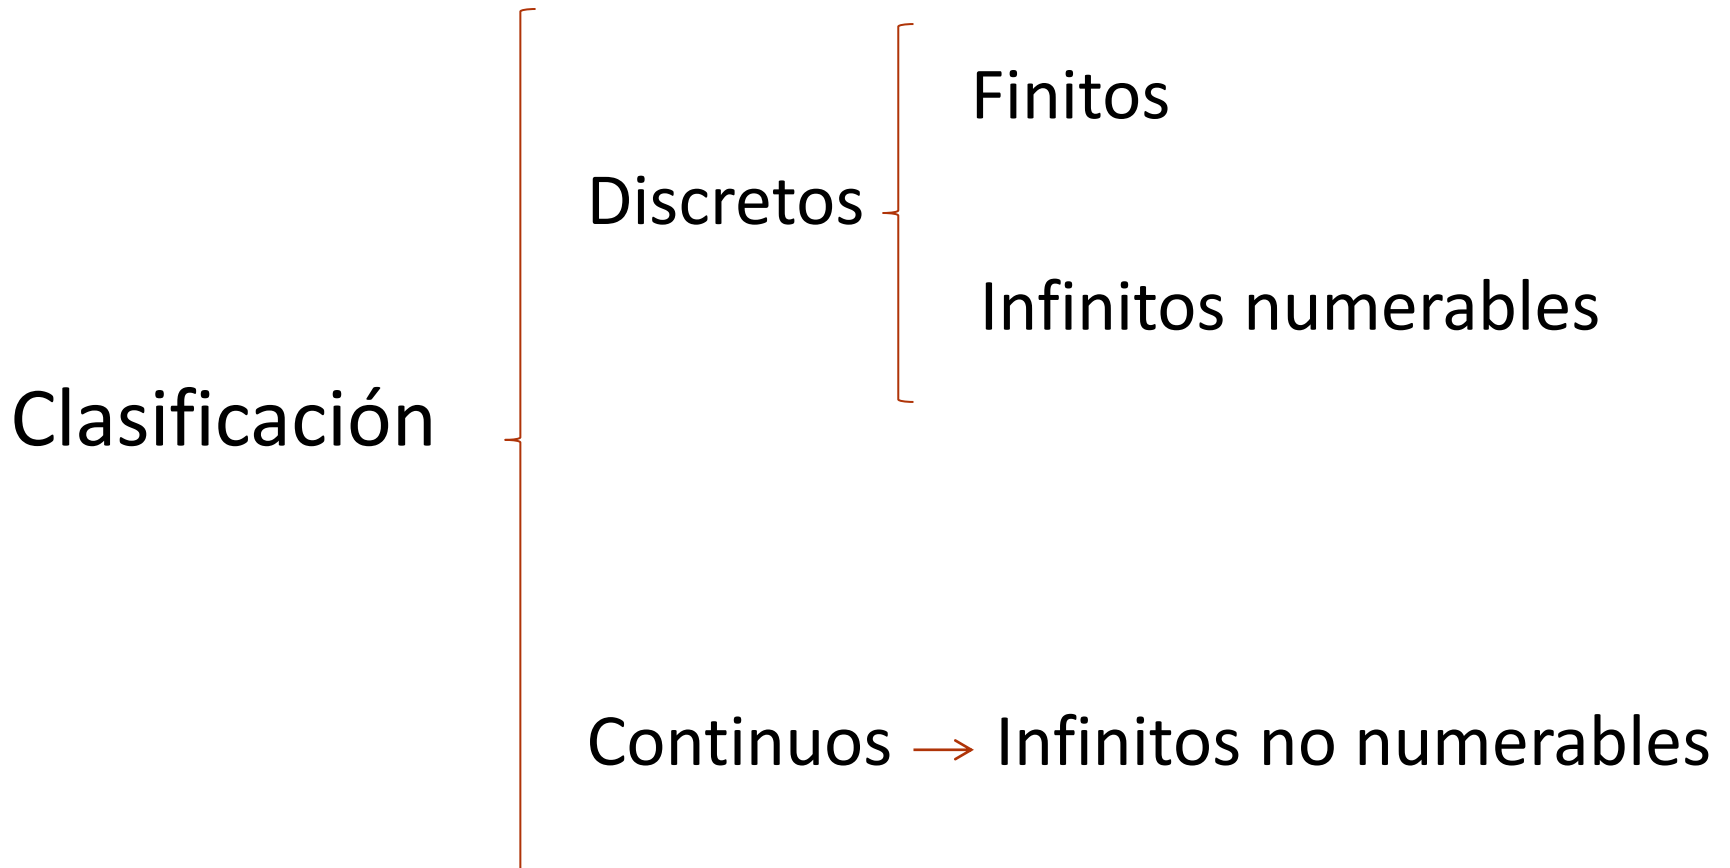 Finitos
Discretos
Infinitos numerables
Clasificación
Continuos → Infinitos no numerables